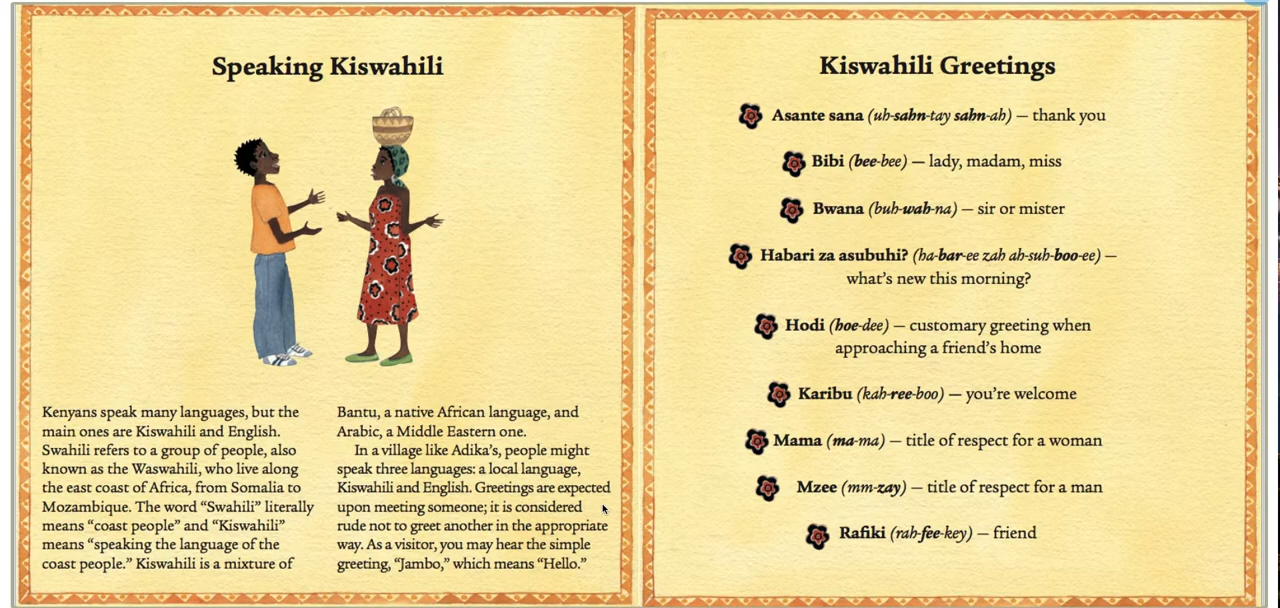 Speaking Kiswahili
Kenyans speak many languages, but the
main ones are Kiswahili and English.
Swahili refers to a group of people, also
known as the Waswahili, who live along
the east coast of Africa, from Somalia to
Mozambique. The word “Swahili” literally
means “coast people” and “Kiswahili”
means “speaking the language of the
coast people.” Kiswahili is a mixture of
Bantu, a native African language, and
Arabic, a Middle Eastern one.
In a village like Adika’s, people might
speak three languages: a local language,
Kiswahili and English. Greetings are expected
upon meeting someone; it is considered
rude not to greet another in the appropriate
way. As a visitor, you may hear the simple
greeting, “Jambo,” which means “Hello.”
Kiswahili Greetings
Asante sana (uh-sahn-tay sahn-ah) — thank you
Bibi (bee-bee) — lady, madam, miss
Bwana (buh-wah-na) — sir or mister
Habari za asubuhi? (ha-bar-ee zah ah-suh-boo-ee) —
what’s new this morning?
Hodi (hoe-dee) — customary greeting when
approaching a friend’s home
Karibu (kah-ree-boo) — you’re welcome
Mama (ma-ma) — title of respect for a woman
Mzee (mm-zay) — title of respect for a man
Rafiki (rah-fee-key) — friend